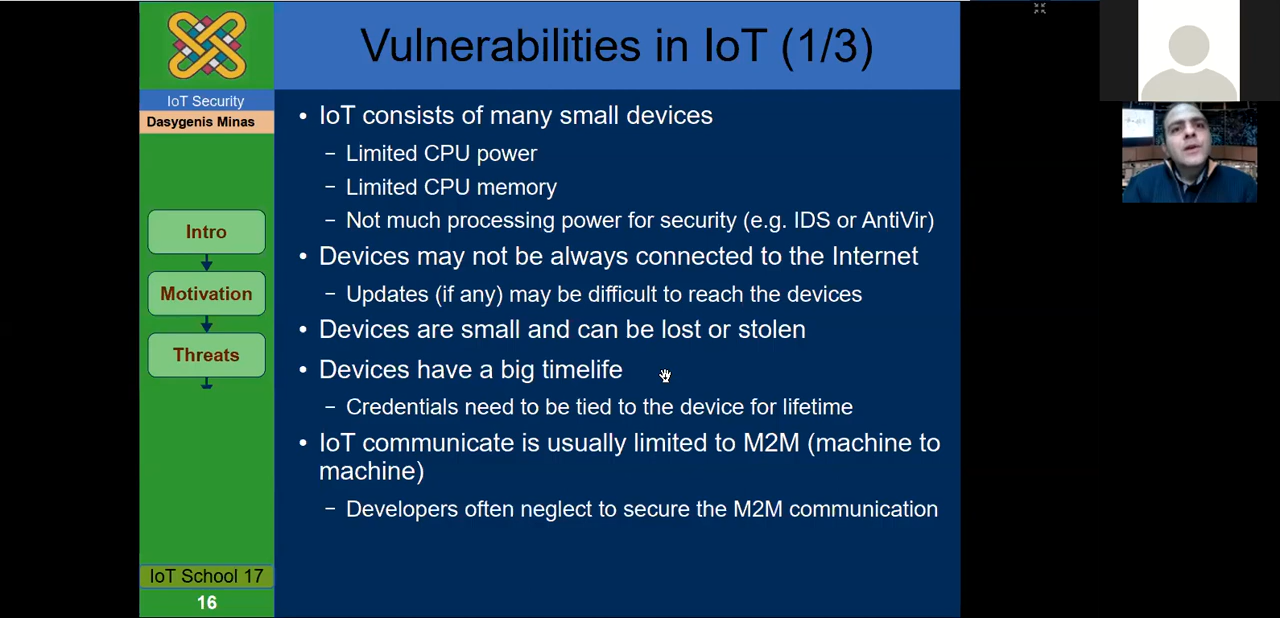 Vulnerabilities in IoT (1/3)
IoT Security
Dasygenis Minas
Intro
Motivation
Threats
IoT School 17
16
• IoT consists of many small devices
– Limited CPU power
– Limited CPU memory
– Not much processing power for security (e.g. IDS or AntiVir)
• Devices may not be always connected to the Internet
– Updates (if any) may be difficult to reach the devices
• Devices are small and can be lost or stolen
• Devices have a big timelife
– Credentials need to be tied to the device for lifetime
• IoT communicate is usually limited to M2M (machine to
machine)
– Developers often neglect to secure the M2M communication